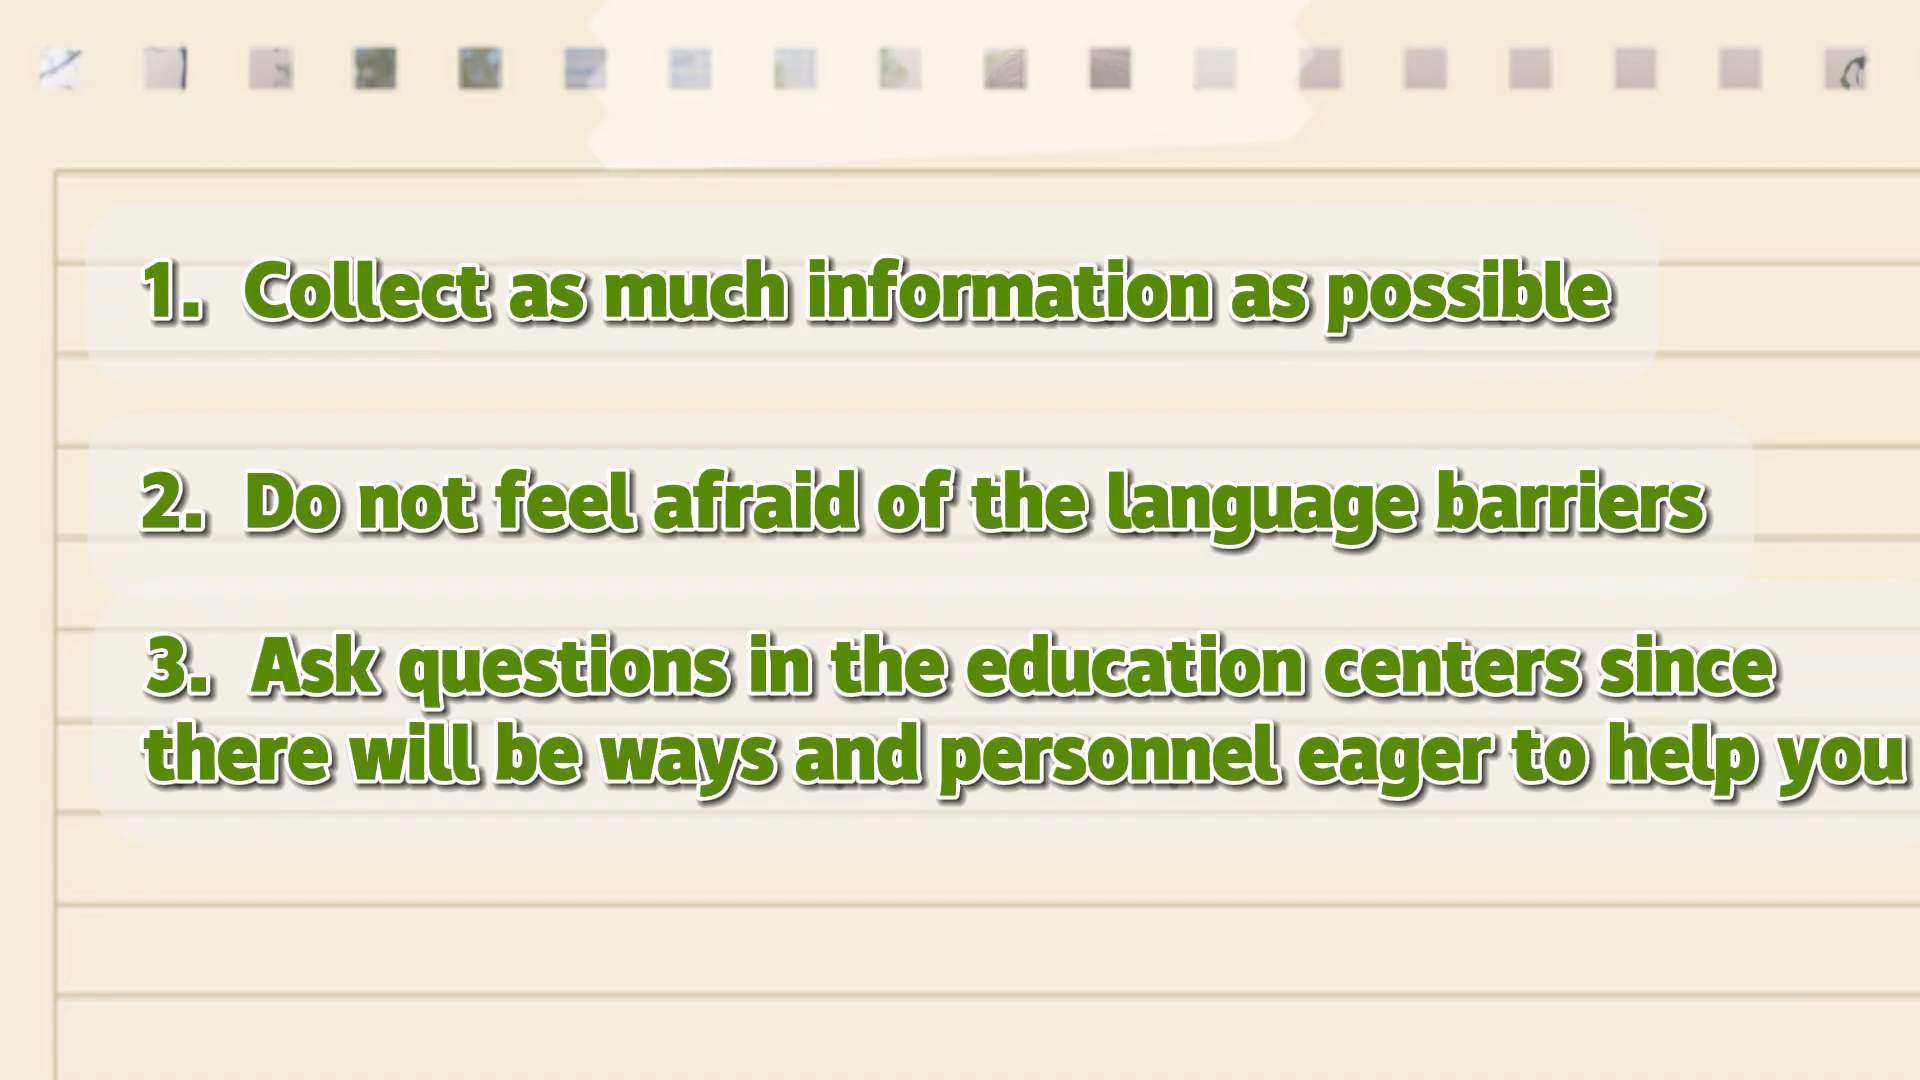 1. Collect as much information as possible
2. Do not feel afraid of the language barriers
3. Ask questions in the education centers since
there will be ways and personnel eager to help you